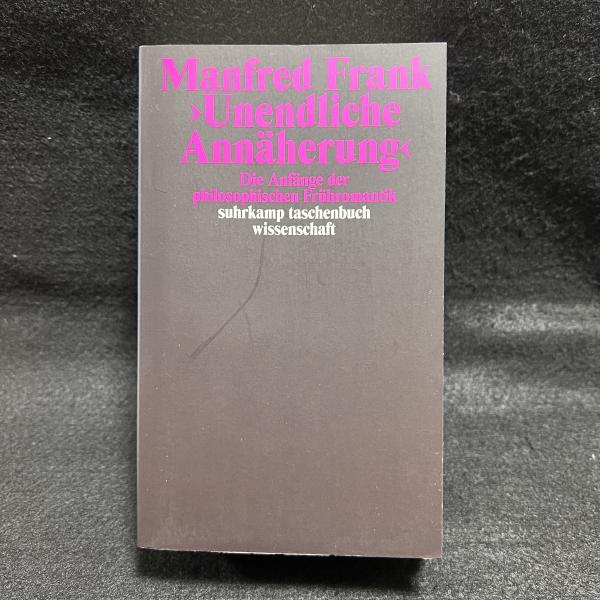 Manfred Frank
›Unendliche
Annäherung‹
Die Anfänge der
philosophischen Frühromantik
suhrkamp taschenbuch
wissenschaft